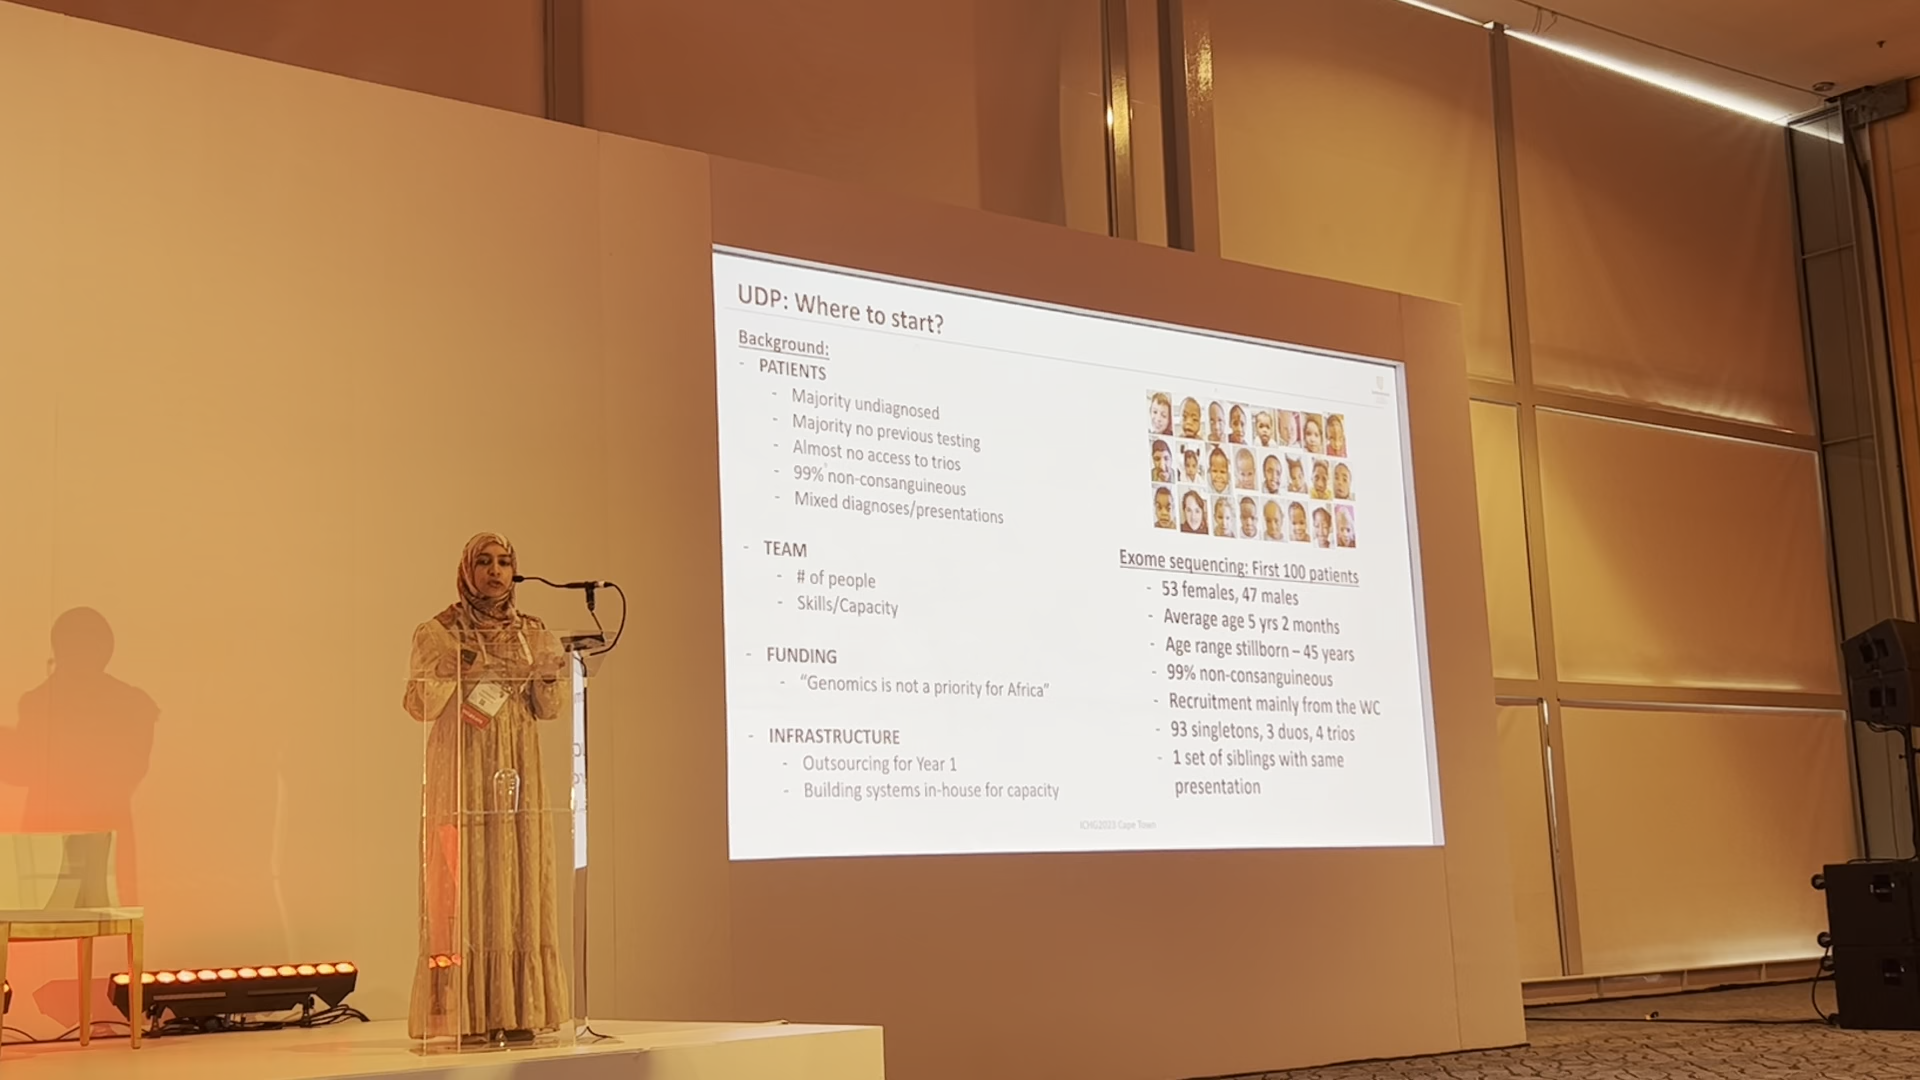 UDP: Where to start?
Background:
- PATIENTS
- Majority undiagnosed
- Majority no previous testing
- Almost no access to trios
- 99% non-consanguineous
- Mixed diagnoses/presentations
- TEAM
- # of people
- Skills/Capacity
- FUNDING
- “Genomics is not a priority for Africa”
- INFRASTRUCTURE
- Outsourcing for Year 1
- Building systems in-house for capacity
Exome sequencing: First 100 patients
- 53 females, 47 males
- Average age 5 yrs 2 months
- Age range stillborn – 45 years
- 99% non-consanguineous
- Recruitment mainly from the WC
- 93 singletons, 3 duos, 4 trios
- 1 set of siblings with same
presentation
ICHG2023 Cape Town